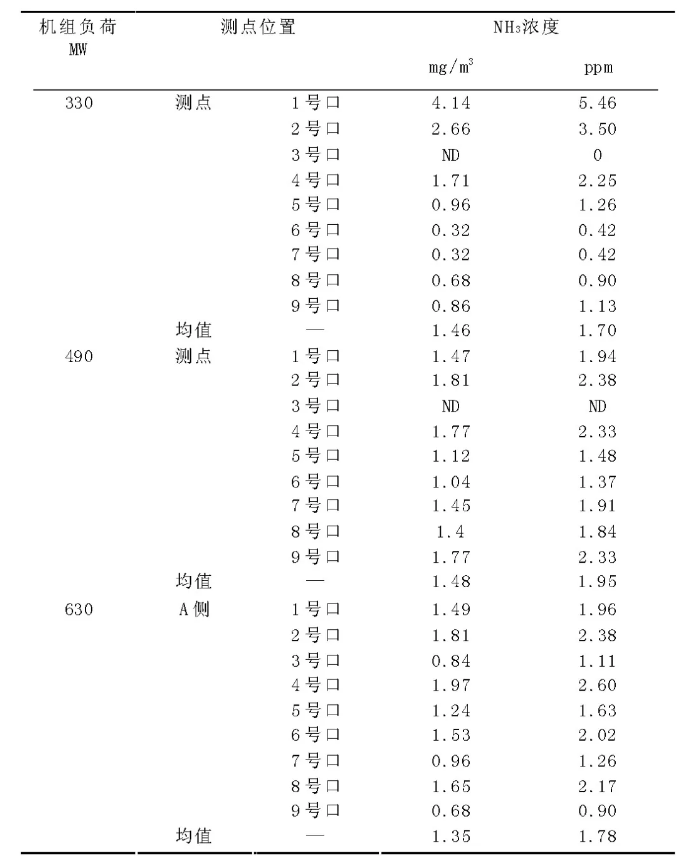 机组负荷 测点位置 NH₃浓度
MW
mg/m³ ppm
330 测点 1号口 4.14 5.46
2号口 2.66 3.50
3号口 ND 0
4号口 1.71 2.25
5号口 0.96 1.26
6号口 0.32 0.42
7号口 0.32 0.42
8号口 0.68 0.90
9号口 0.86 1.13
均值 — 1.46 1.70
490 测点 1号口 1.47 1.94
2号口 1.81 2.38
3号口 ND ND
4号口 1.77 2.33
5号口 1.12 1.48
6号口 1.04 1.37
7号口 1.45 1.91
8号口 1.4 1.84
9号口 1.77 2.33
均值 — 1.48 1.95
630 A侧 1号口 1.49 1.96
2号口 1.81 2.38
3号口 0.84 1.11
4号口 1.97 2.60
5号口 1.24 1.63
6号口 1.53 2.02
7号口 0.96 1.26
8号口 1.65 2.17
9号口 0.68 0.90
均值 — 1.35 1.78